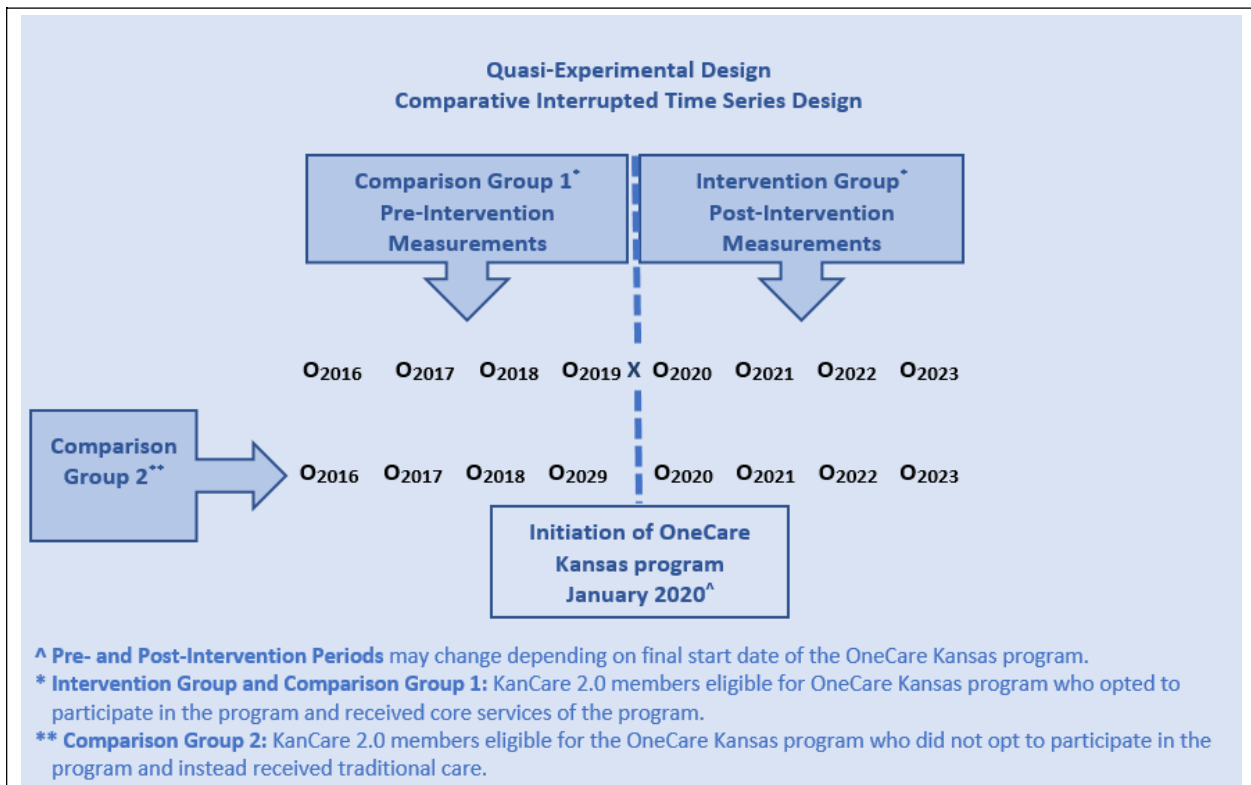 Quasi-Experimental Design
Comparative Interrupted Time Series Design
Comparison Group 1*
Pre-Intervention
Measurements
Intervention Group*
Post-Intervention
Measurements
O2016 O2017 O2018 O2019 X O2020 O2021 O2022 O2023
Comparison
Group 2**
O2016 O2017 O2018 O2029 O2020 O2021 O2022 O2023
Initiation of OneCare
Kansas program
January 2020^
^ Pre- and Post-Intervention Periods may change depending on final start date of the OneCare Kansas program.
* Intervention Group and Comparison Group 1: KanCare 2.0 members eligible for OneCare Kansas program who opted to
participate in the program and received core services of the program.
** Comparison Group 2: KanCare 2.0 members eligible for the OneCare Kansas program who did not opt to participate in the
program and instead received traditional care.